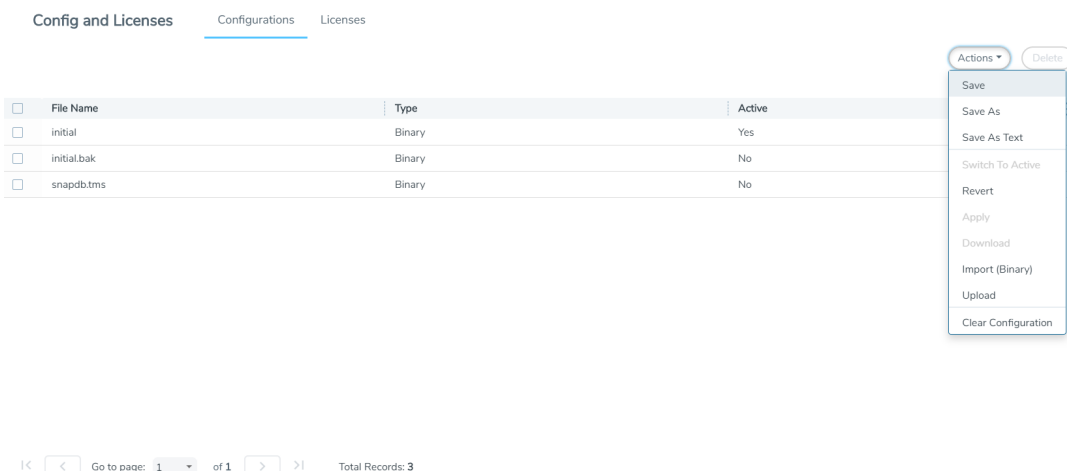 Config and Licenses Configurations Licenses
Actions Delete
Save
File Name Type Active
Save As
initial Binary Yes
Save As Text
initial.bak Binary No
Switch To Active
snapdb.tms Binary No
Revert
Apply
Download
Import (Binary)
Upload
Clear Configuration
Go to page: 1 of 1 Total Records: 3